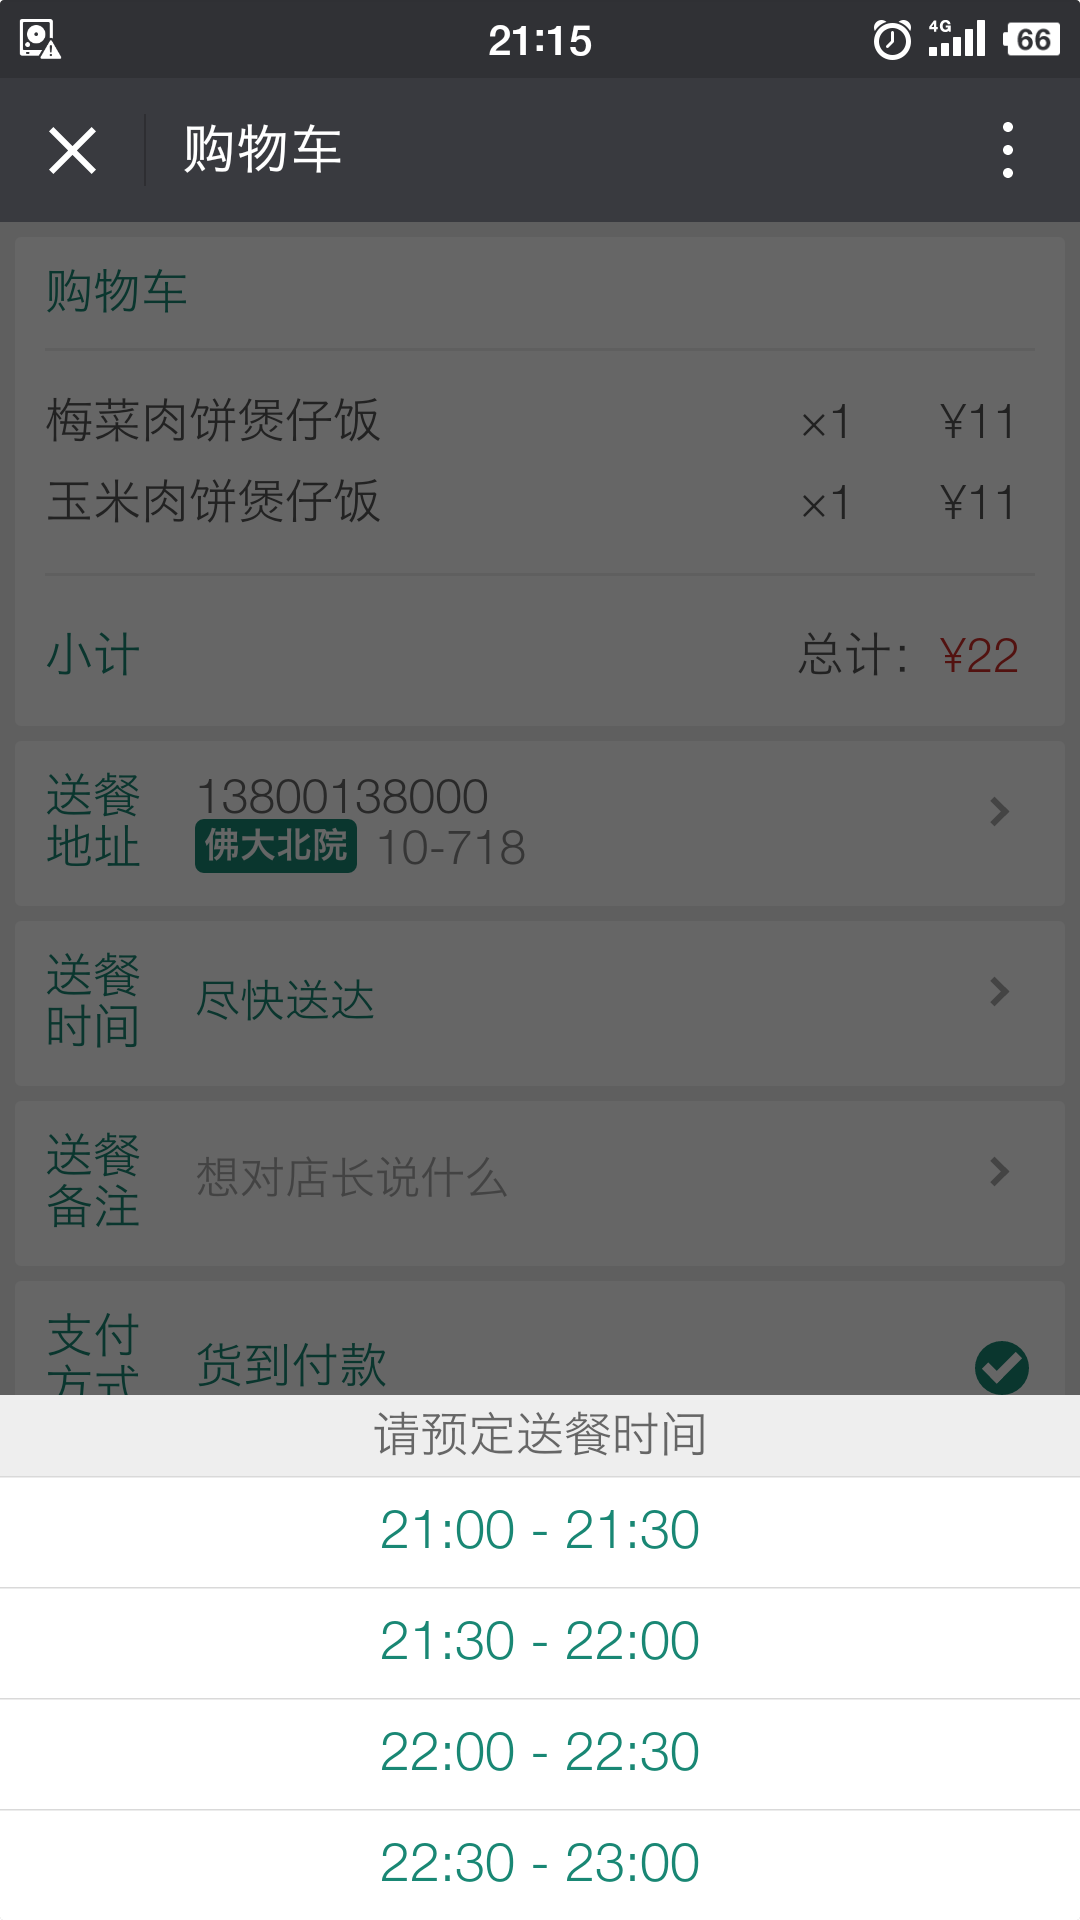 21:15 4G 66
购物车
购物车
梅菜肉饼煲仔饭 ×1 ¥11
玉米肉饼煲仔饭 ×1 ¥11
小计 总计: ¥22
送餐地址
13800138000
佛大北院 10-718
送餐时间
尽快送达
送餐备注
想对店长说什么
支付方式
货到付款
请预定送餐时间
21:00 - 21:30
21:30 - 22:00
22:00 - 22:30
22:30 - 23:00